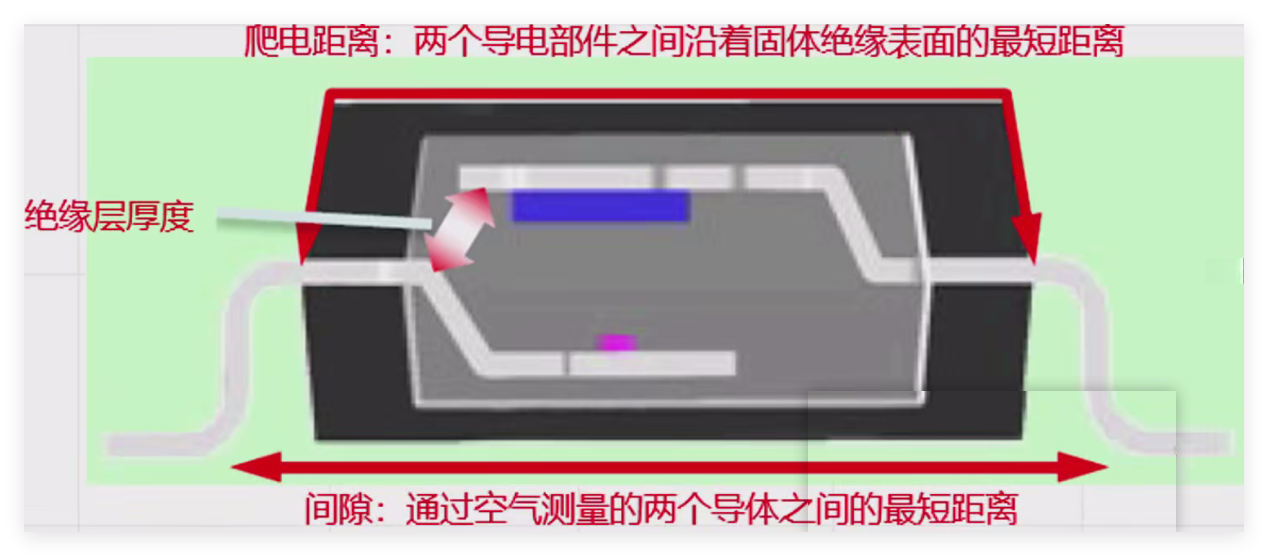 爬电距离：两个导电部件之间沿着固体绝缘表面的最短距离
绝缘层厚度
间隙：通过空气测量的两个导体之间的最短距离